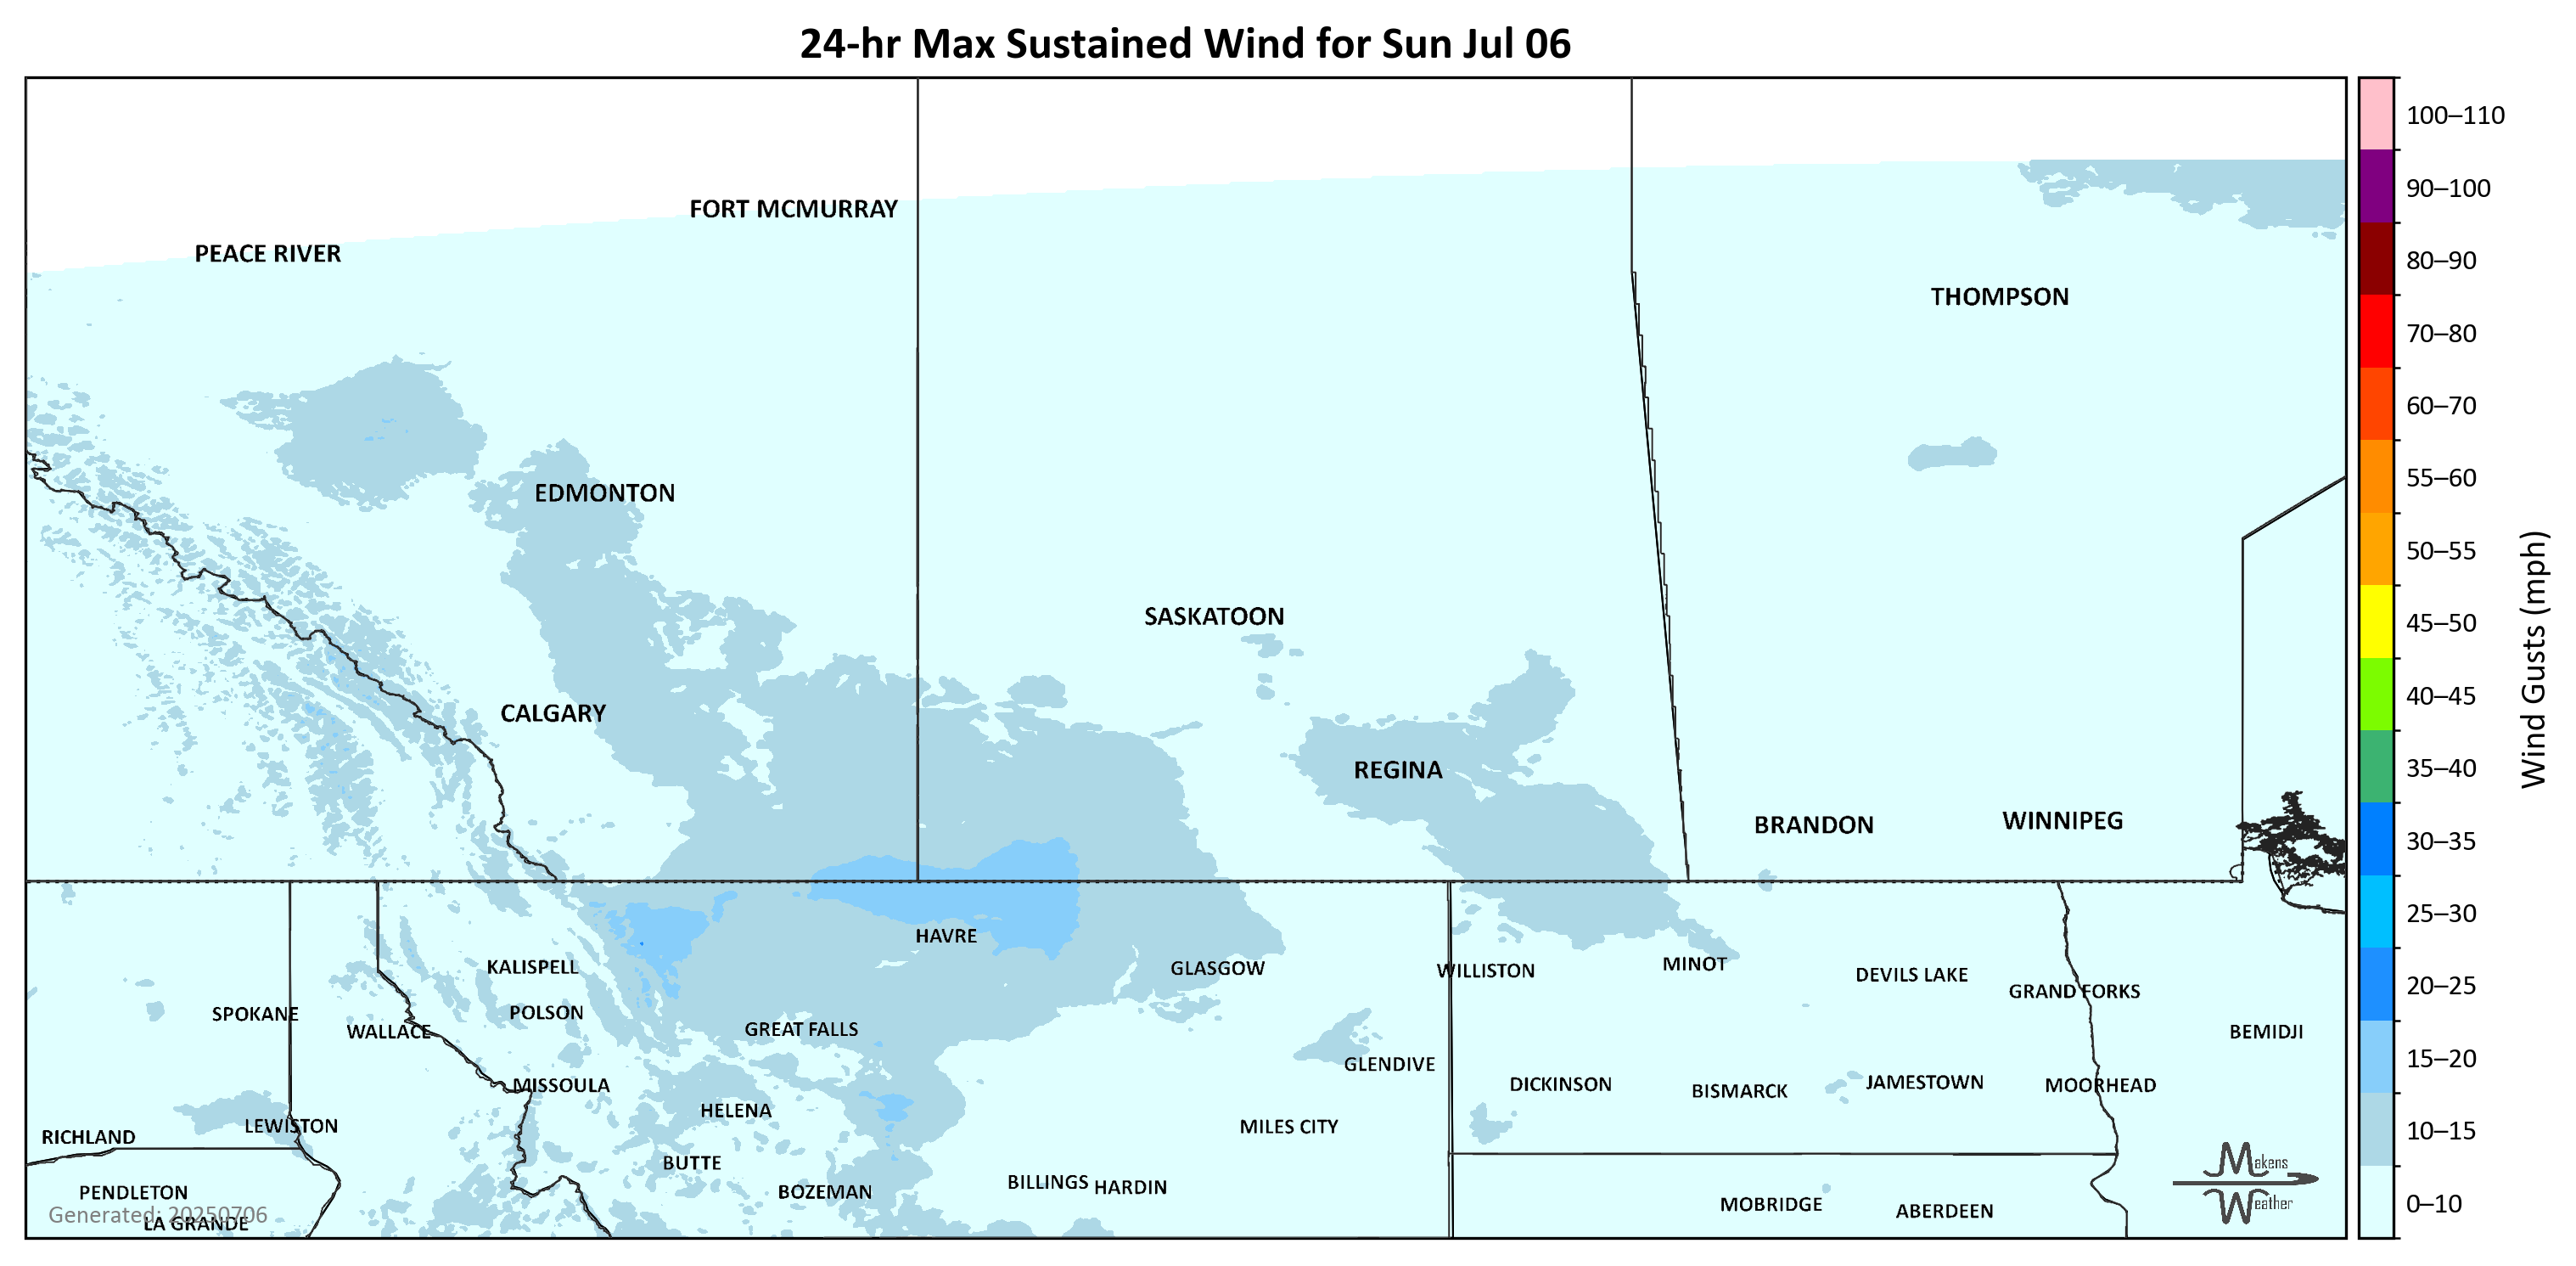 24-hr Max Sustained Wind for Sun Jul 06
FORT MCMURRAY
PEACE RIVER
THOMPSON
EDMONTON
SASKATOON
CALGARY
REGINA
BRANDON
WINNIPEG
HAVRE
KALISPELL
GLASGOW
WILLISTON
MINOT
DEVILS LAKE
GRAND FORKS
SPOKANE
POLSON
WALLACE
GREAT FALLS
BEMIDJI
GLENDIVE
MISSOULA
DICKINSON
BISMARCK
JAMESTOWN
MOORHEAD
HELENA
LEWISTON
MILES CITY
RICHLAND
BUTTE
BOZEMAN
BILLINGS
HARDIN
PENDLETON
MOBRIDGE
ABERDEEN
Generated: 20250706
LA GRANDE
Makens
Weather
100–110
90–100
80–90
70–80
60–70
55–60
50–55
45–50
40–45
35–40
30–35
25–30
20–25
15–20
10–15
0–10
Wind Gusts (mph)